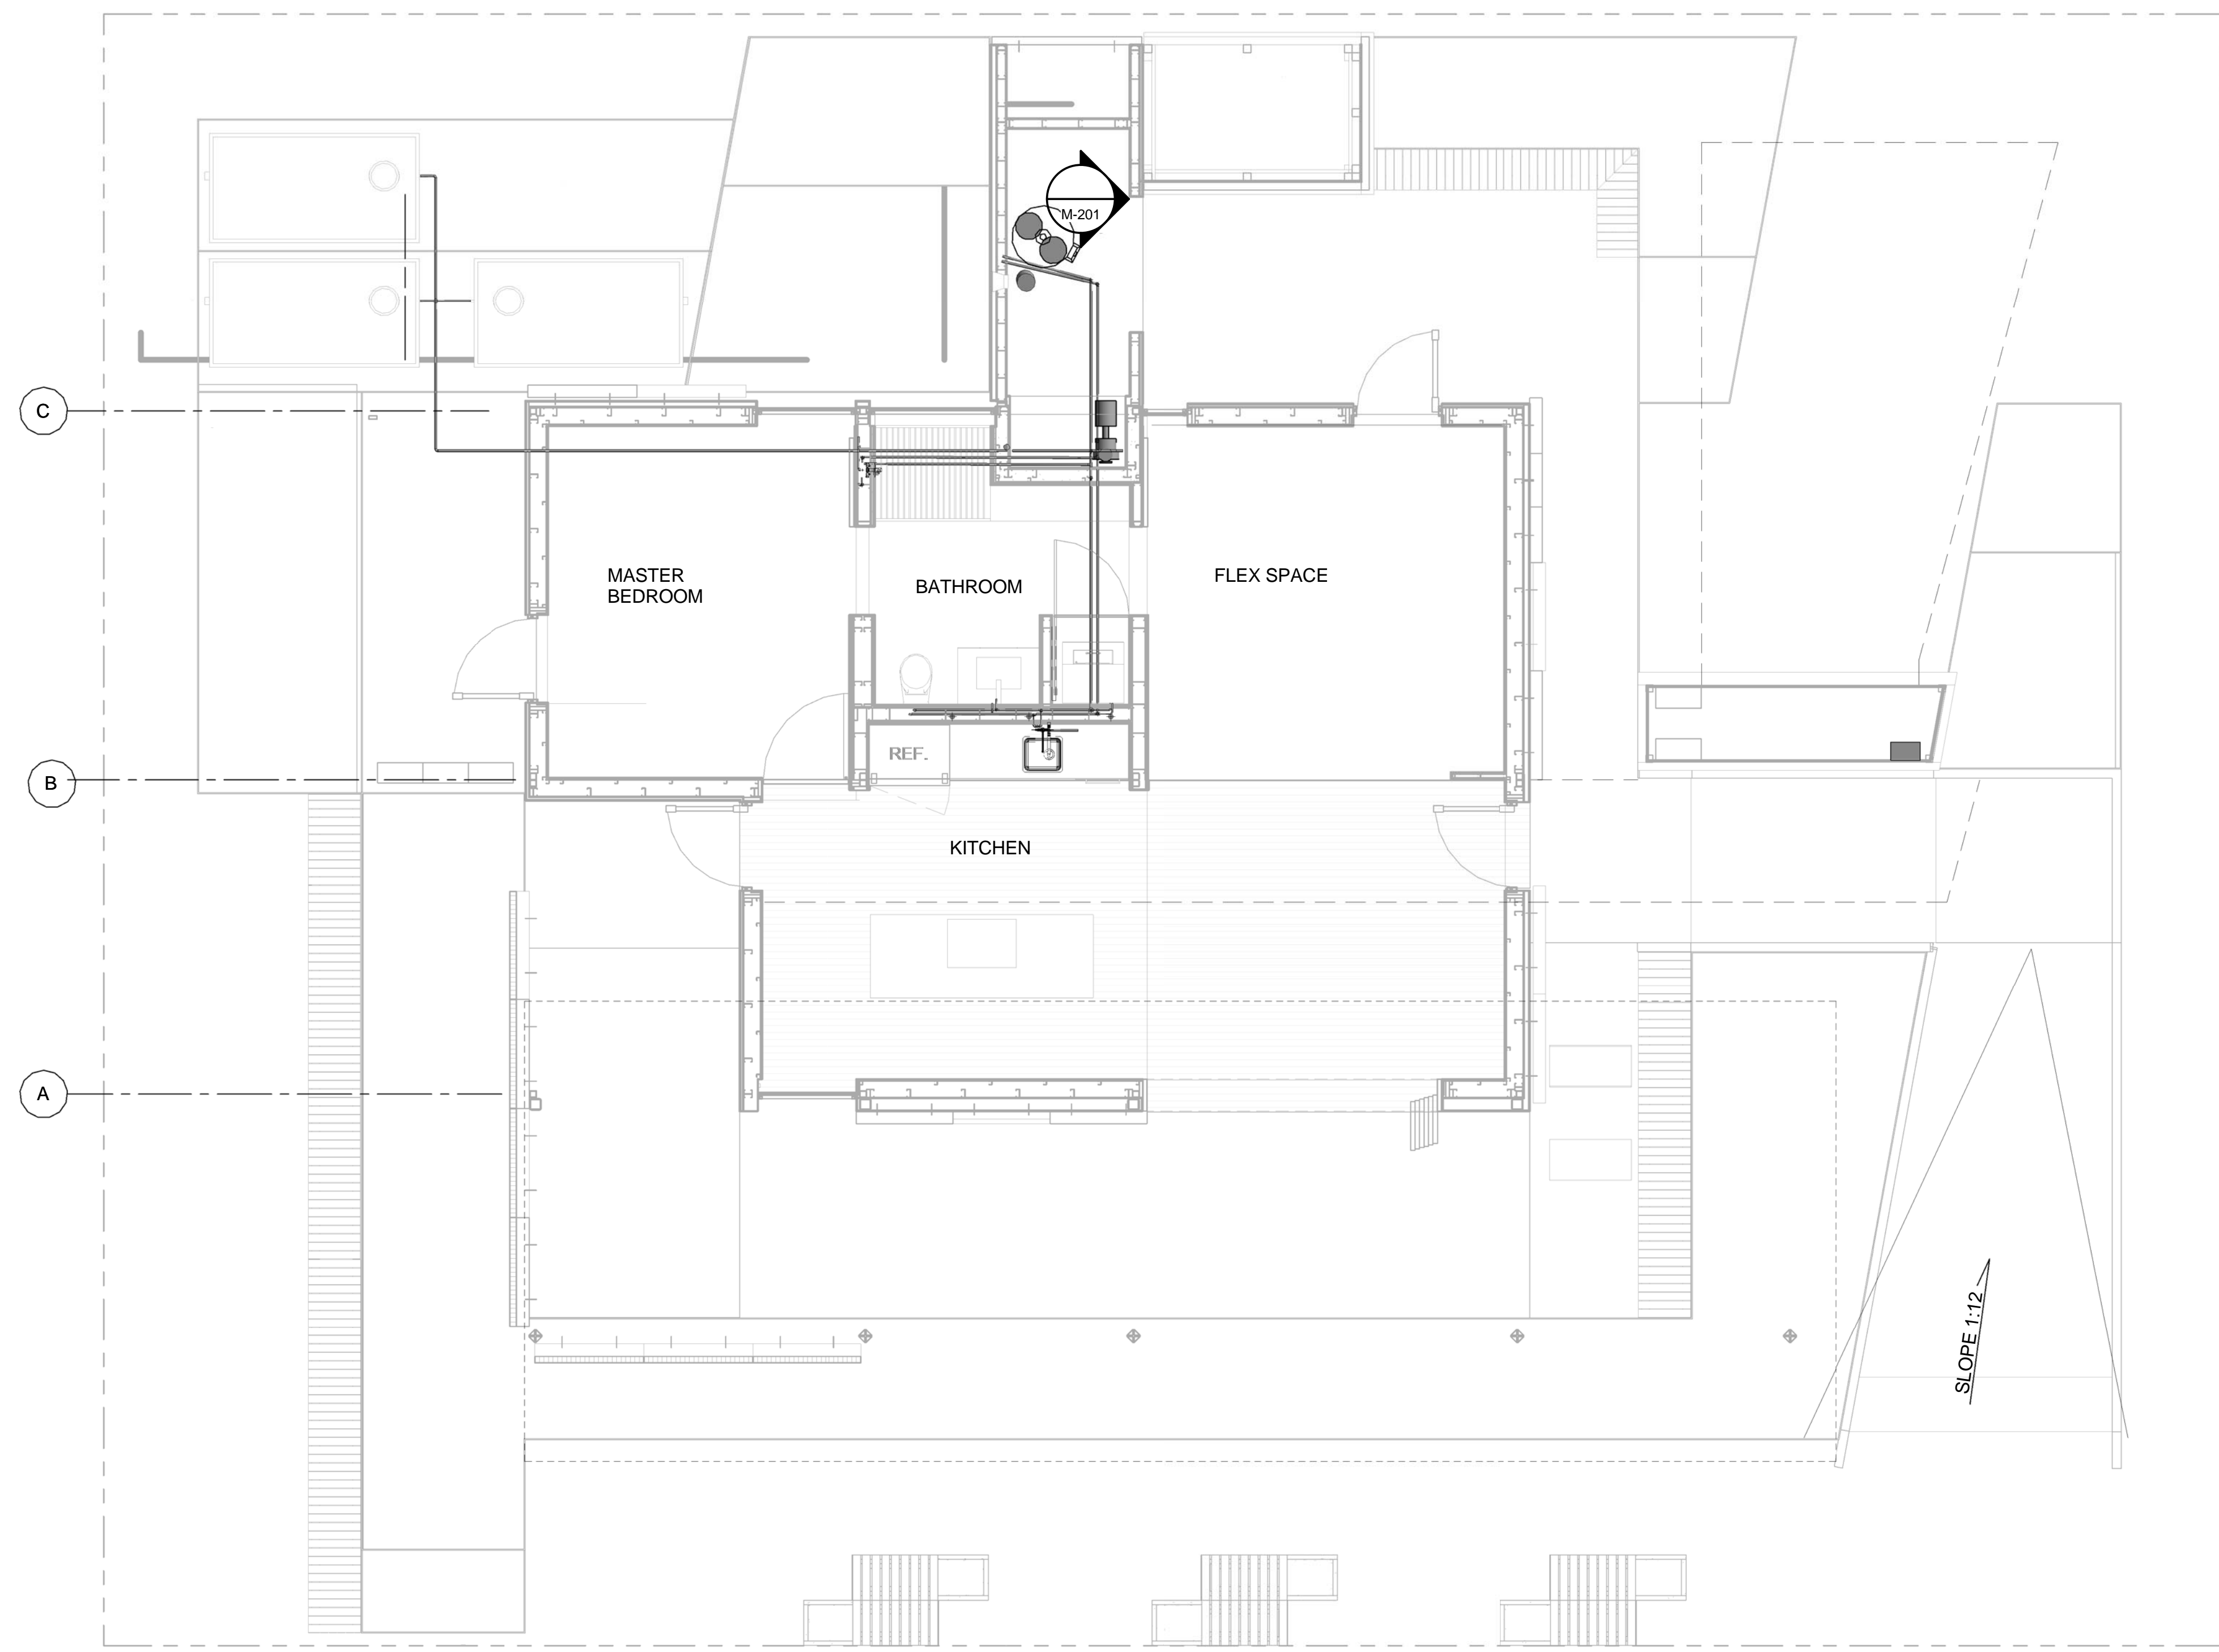 M-201
C
MASTER
BEDROOM
BATHROOM
FLEX SPACE
REF.
B
KITCHEN
A
SLOPE 1:12